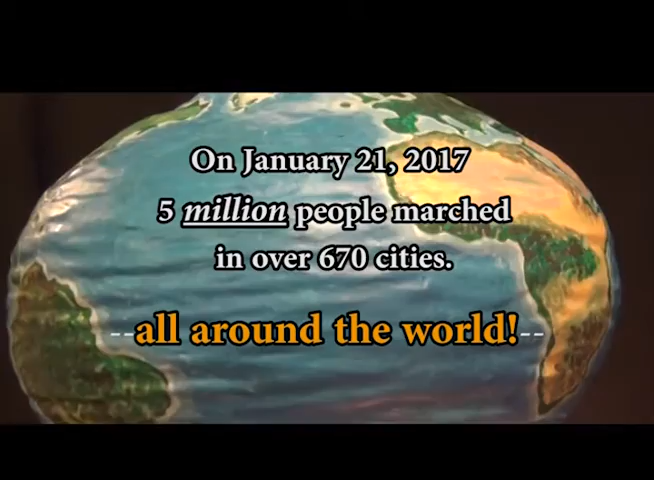 On January 21, 2017
5 million people marched
in over 670 cities.
--all around the world!--